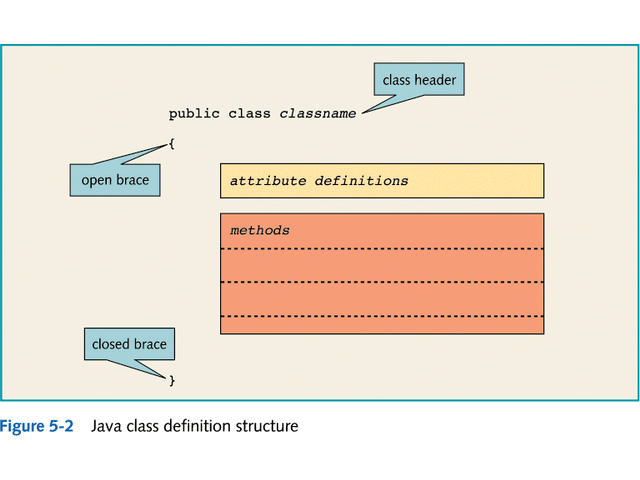 class header
public class classname
{
open brace
attribute definitions
methods
closed brace
}
Figure 5-2 Java class definition structure